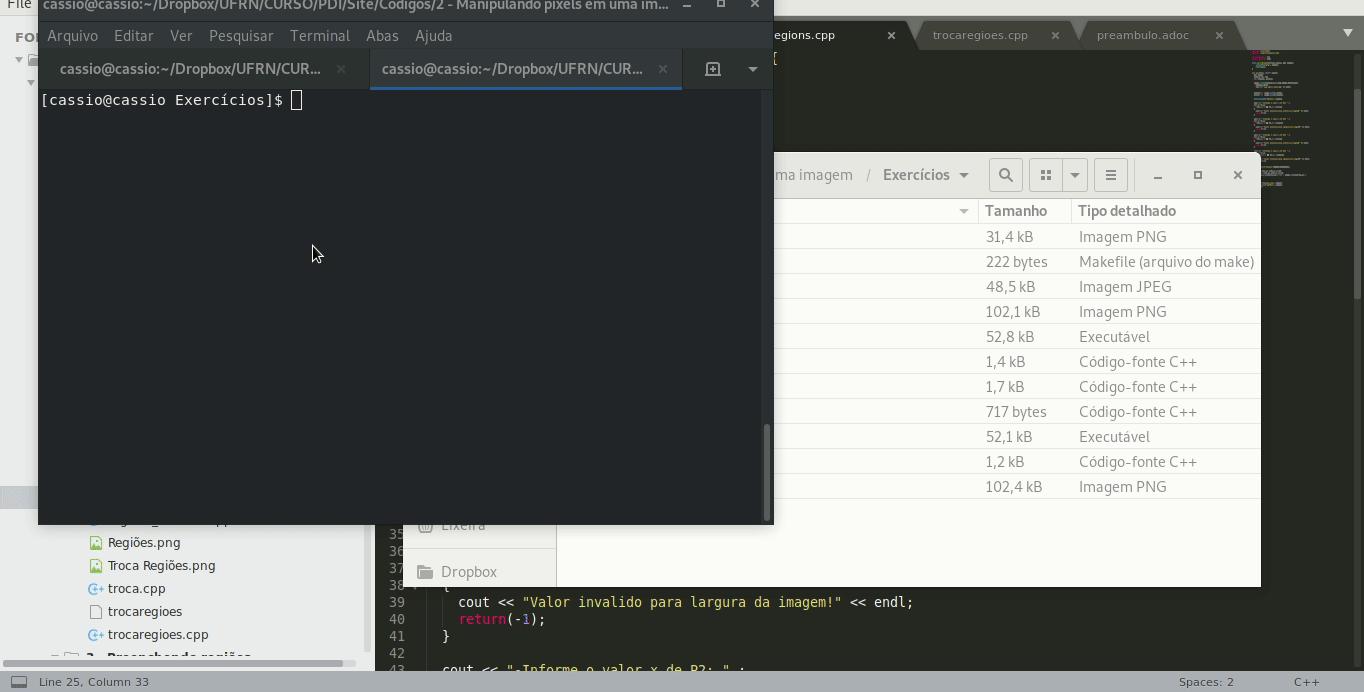 File
cassio@cassio:~/Dropbox/UFRN/CURSO/PDI/Site/Códigos/2 - Manipulando pixels em uma im...
Arquivo Editar Ver Pesquisar Terminal Abas Ajuda
cassio@cassio:~/Dropbox/UFRN/CUR... cassio@cassio:~/Dropbox/UFRN/CUR...
[cassio@cassio Exercícios]$
FO
egions.cpp trocaregioes.cpp preambulo.adoc
{
ma imagem / Exercícios
Tamanho Tipo detalhado
31,4 kB Imagem PNG
222 bytes Makefile (arquivo do make)
48,5 kB Imagem JPEG
102,1 kB Imagem PNG
52,8 kB Executável
1,4 kB Código-fonte C++
1,7 kB Código-fonte C++
717 bytes Código-fonte C++
52,1 kB Executável
1,2 kB Código-fonte C++
102,4 kB Imagem PNG
Lixeira
Dropbox
Regiões.png
Troca Regiões.png
troca.cpp
trocaregioes
trocaregioes.cpp
35
36
37
38 {
39 cout << "Valor invalido para largura da imagem!" << endl;
40 return(-1);
41 }
42
43 cout << "-Informe o valor x de P2: " ;
Line 25, Column 33 Spaces: 2 C++